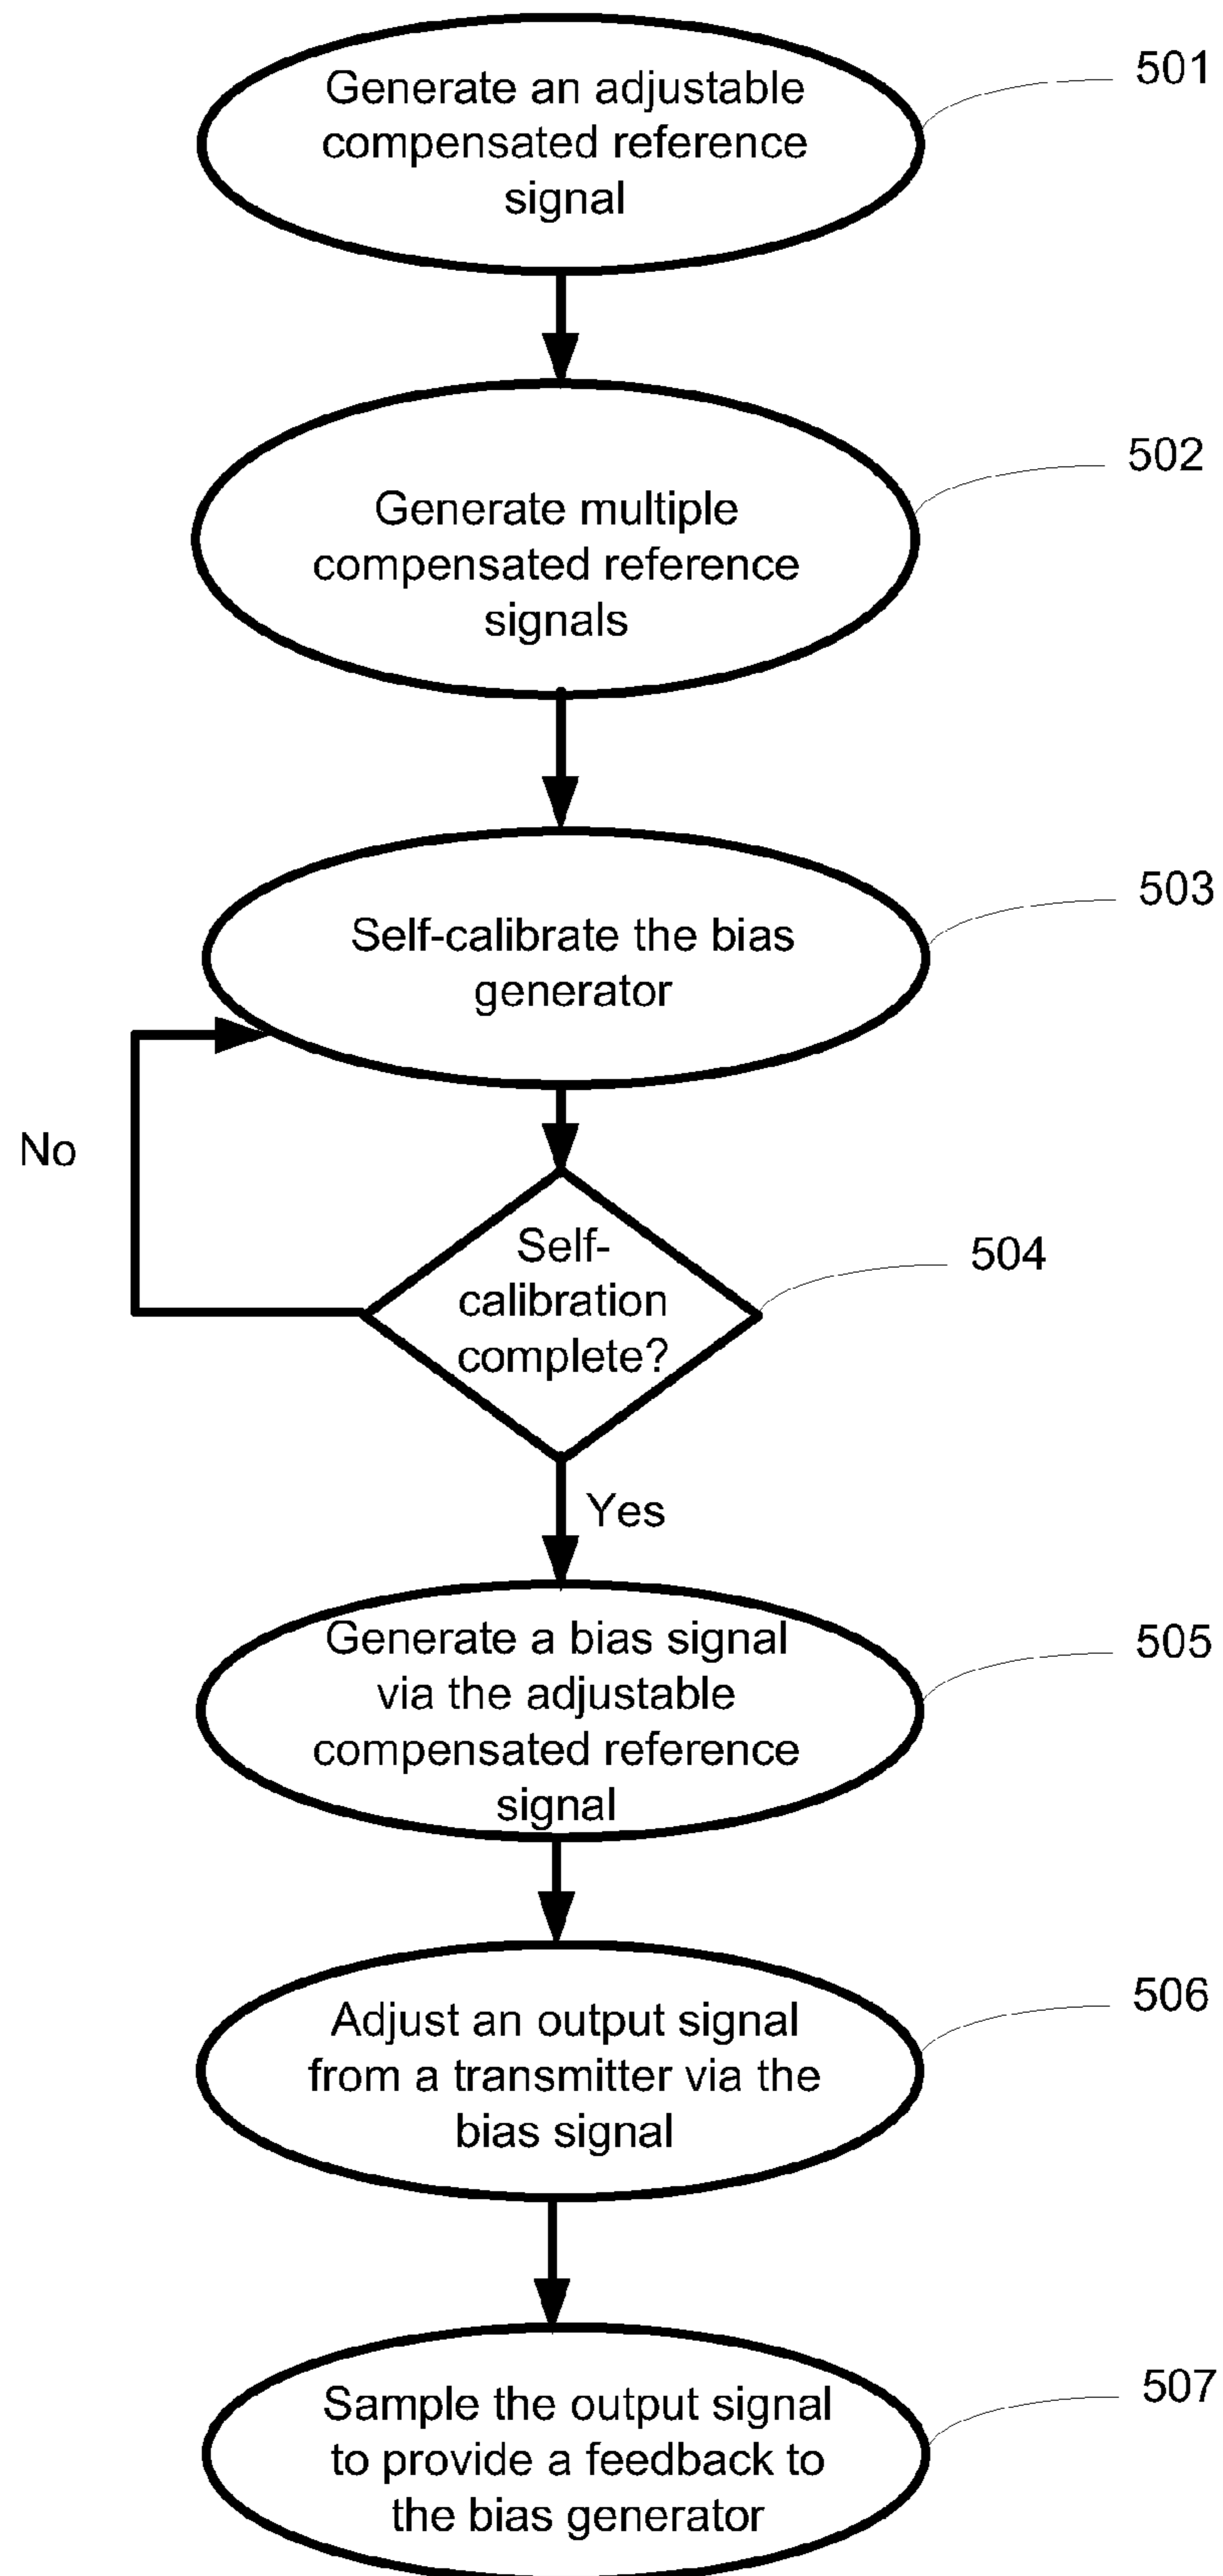 Generate an adjustable
compensated reference
signal
501
Generate multiple
compensated reference
signals
502
Self-calibrate the bias
generator
503
No
Self-
calibration
complete?
504
Yes
Generate a bias signal
via the adjustable
compensated reference
signal
505
Adjust an output signal
from a transmitter via the
bias signal
506
Sample the output signal
to provide a feedback to
the bias generator
507